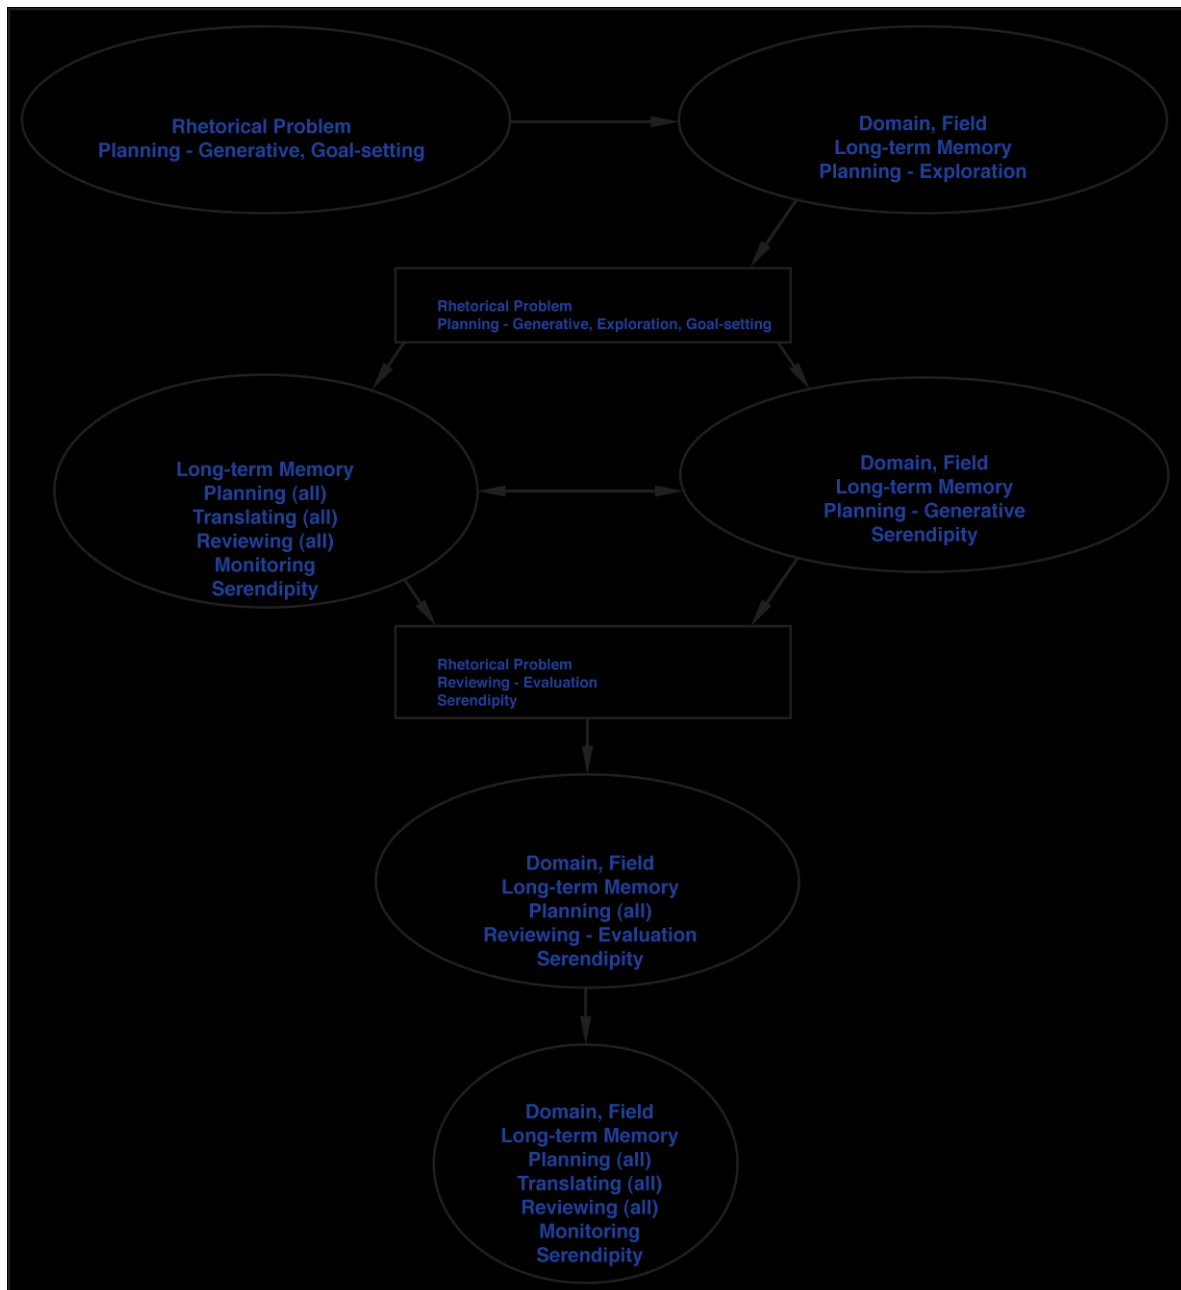 Rhetorical Problem
Planning - Generative, Goal-setting
Domain, Field
Long-term Memory
Planning - Exploration
Rhetorical Problem
Planning - Generative, Exploration, Goal-setting
Long-term Memory
Planning (all)
Translating (all)
Reviewing (all)
Monitoring
Serendipity
Domain, Field
Long-term Memory
Planning - Generative
Serendipity
Rhetorical Problem
Reviewing - Evaluation
Serendipity
Domain, Field
Long-term Memory
Planning (all)
Reviewing - Evaluation
Serendipity
Domain, Field
Long-term Memory
Planning (all)
Translating (all)
Reviewing (all)
Monitoring
Serendipity